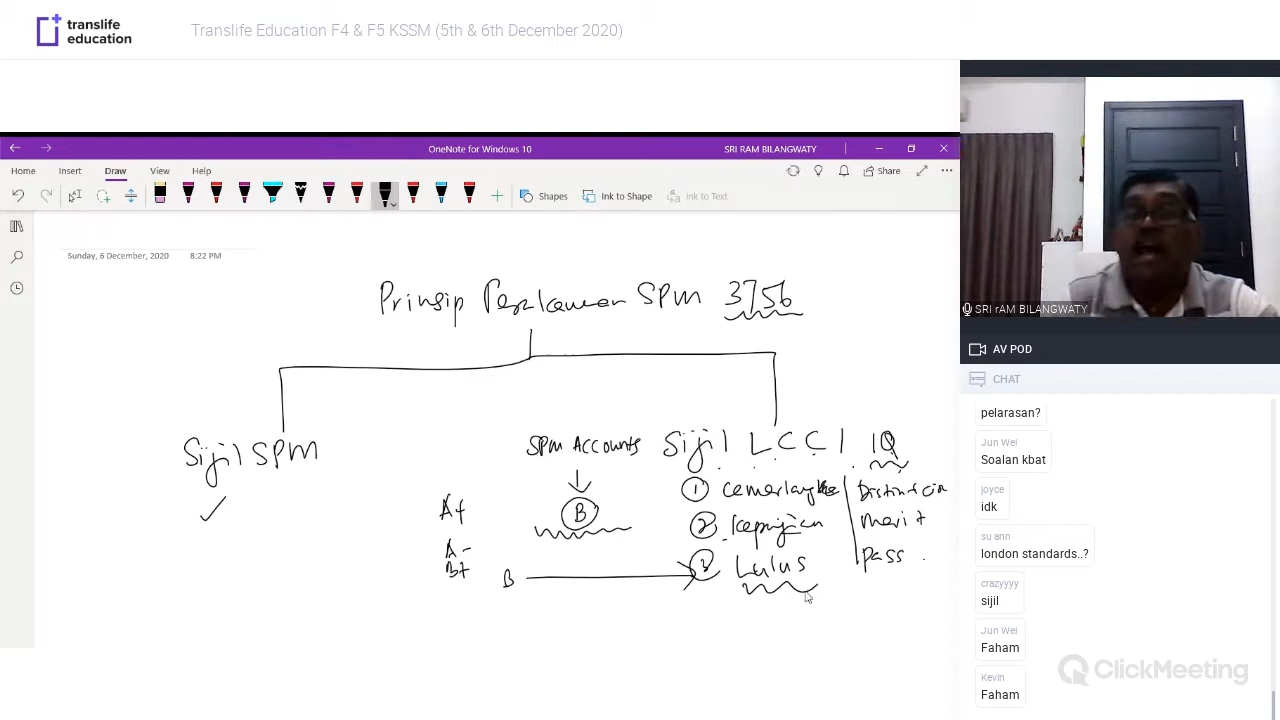 translife
education
Translife Education F4 & F5 KSSM (5th & 6th December 2020)
OneNote for Windows 10
SRI RAM BILANGWATY
Home Insert Draw View Help
Share
Shapes Ink to Shape Ink to Text
Sunday, 6 December, 2020 8:22 PM
Prinsip Perakaunan SPM 3756
Sijil SPM
SPM Accounts
Sijil LCCI IQ
A+
B
① Distinction
② Kepujian Merit
③ Lulus Pass
A-
B+
B
SRI rAM BILANGWATY
AV POD
CHAT
pelarasan?
Jun Wei
Soalan kbat
joyce
idk
su ann
london standards..?
crazyyyy
sijil
Jun Wei
Faham
Kevin
Faham
ClickMeeting